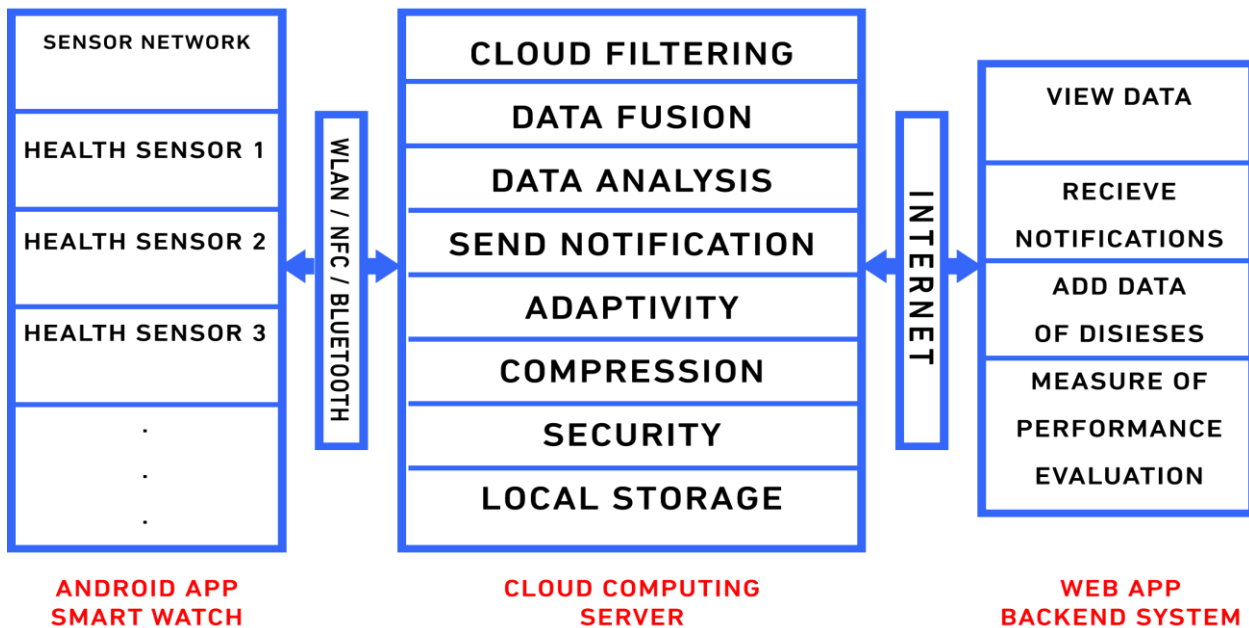 SENSOR NETWORK
HEALTH SENSOR 1
HEALTH SENSOR 2
HEALTH SENSOR 3
.
.
.
ANDROID APP
SMART WATCH
WLAN / NFC / BLUETOOTH
CLOUD FILTERING
DATA FUSION
DATA ANALYSIS
SEND NOTIFICATION
ADAPTIVITY
COMPRESSION
SECURITY
LOCAL STORAGE
CLOUD COMPUTING
SERVER
INTERNET
VIEW DATA
RECIEVE
NOTIFICATIONS
ADD DATA
OF DISIESES
MEASURE OF
PERFORMANCE
EVALUATION
WEB APP
BACKEND SYSTEM